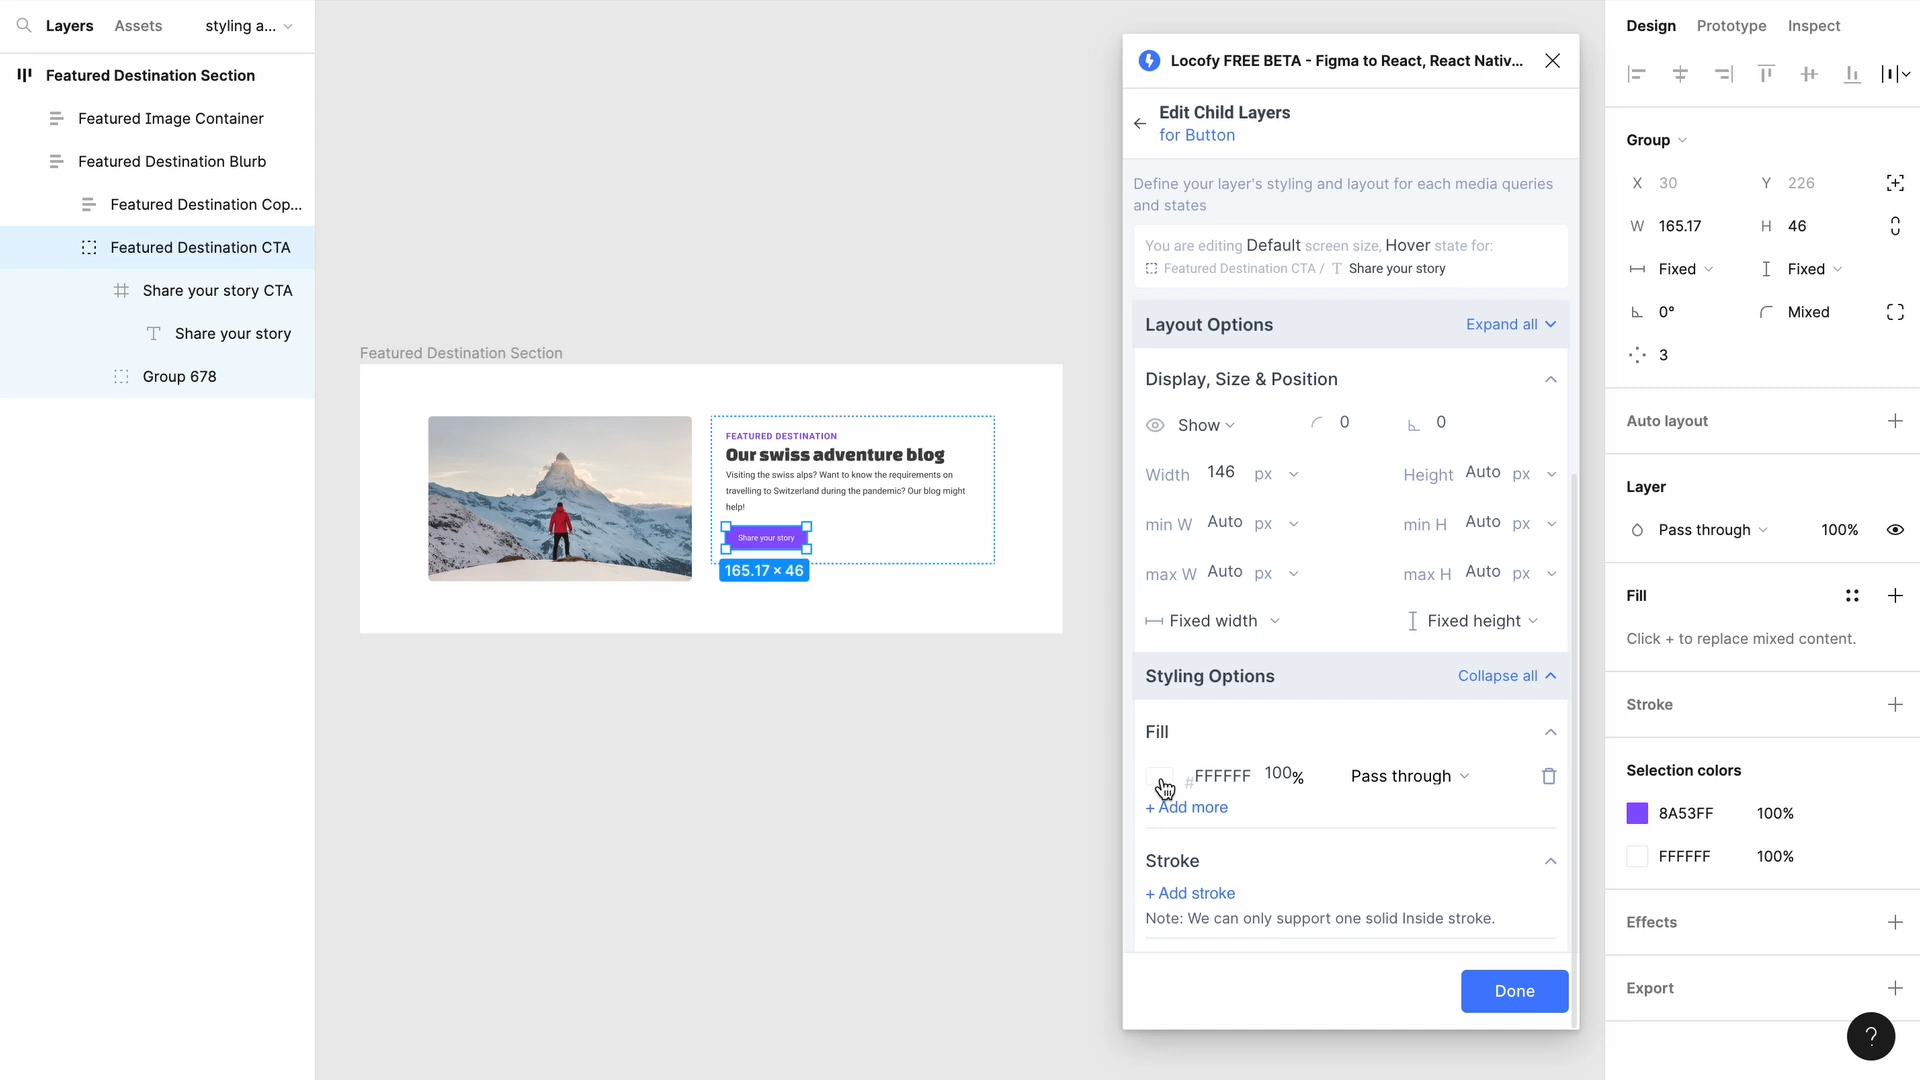 Layers
Assets
styling a...
Featured Destination Section
Featured Image Container
Featured Destination Blurb
Featured Destination Cop...
Featured Destination CTA
Share your story CTA
Share your story
Group 678
Featured Destination Section
FEATURED DESTINATION
Our swiss adventure blog
Visiting the swiss alps? Want to know the requirements on
travelling to Switzerland during the pandemic? Our blog might
help!
Share your story
165.17 × 46
Locofy FREE BETA - Figma to React, React Nativ...
Edit Child Layers
for Button
Define your layer's styling and layout for each media queries
and states
You are editing Default screen size, Hover state for:
Featured Destination CTA / Share your story
Layout Options
Expand all
Display, Size & Position
Show
0
0
Width 146 px
Height Auto px
min W Auto px
min H Auto px
max W Auto px
max H Auto px
Fixed width
Fixed height
Styling Options
Collapse all
Fill
#FFFFFF 100%
Pass through
+ Add more
Stroke
+ Add stroke
Note: We can only support one solid Inside stroke.
Done
Design
Prototype
Inspect
Group
X 30
Y 226
W 165.17
H 46
Fixed
Fixed
0°
Mixed
3
Auto layout
Layer
Pass through
100%
Fill
Click + to replace mixed content.
Stroke
Selection colors
8A53FF 100%
FFFFFF 100%
Effects
Export
?